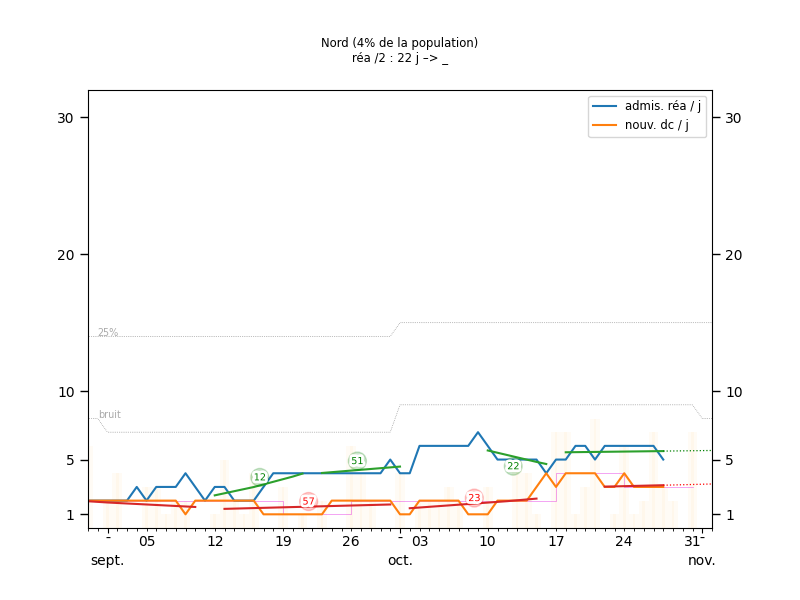 Nord (4% de la population)
réa /2 : 22 j –> _
admis. réa / j
nouv. dc / j
30 30
20 20
25%
10 10
bruit
51
5 5
22
12
23
57
1 1
- 05 12 19 26 - 03 10 17 24 31 -
sept. oct. nov.